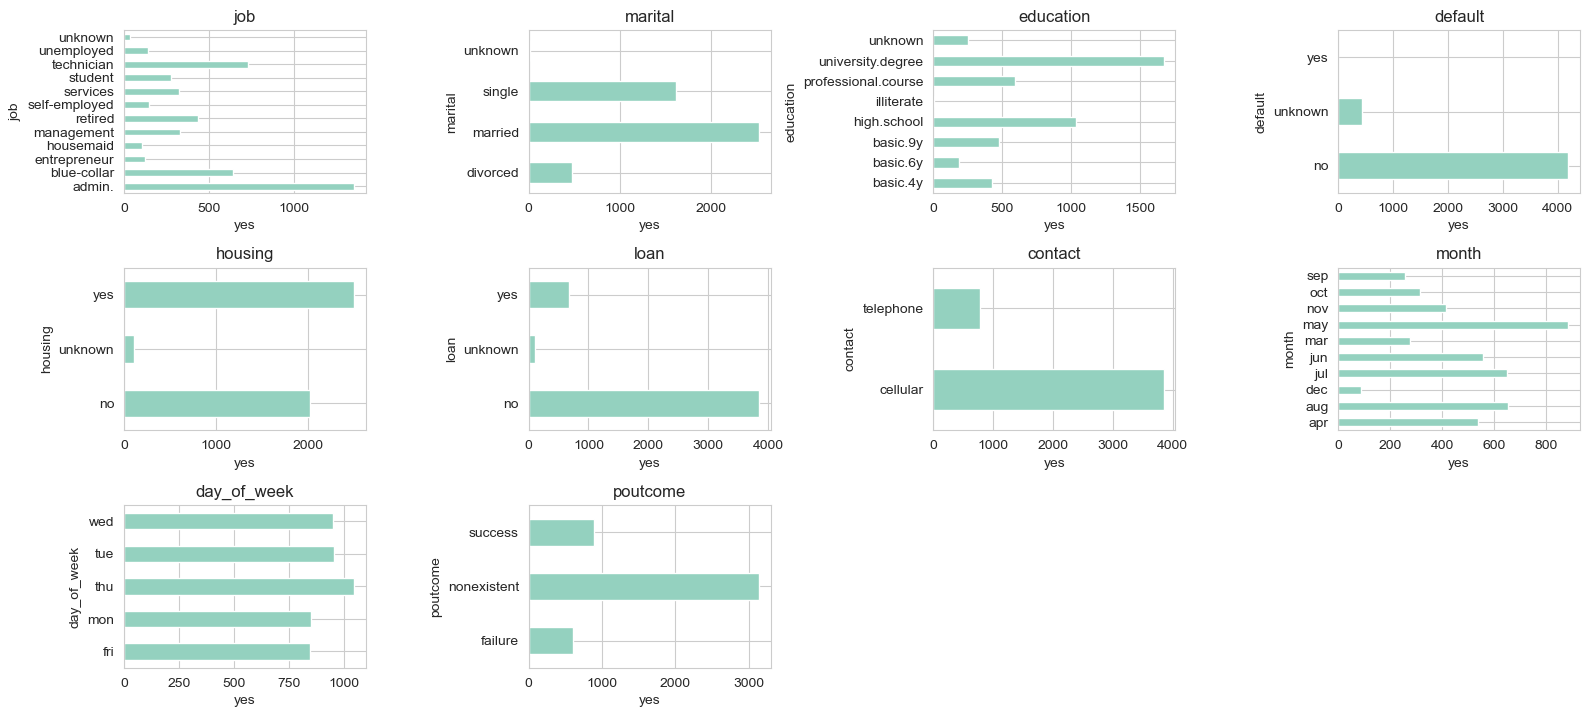 job
unknown
unemployed
technician
student
services
self-employed
retired
management
housemaid
entrepreneur
blue-collar
admin.
job
0 500 1000
yes
marital
unknown
single
married
divorced
marital
0 1000 2000
yes
education
unknown
university.degree
professional.course
illiterate
high.school
basic.9y
basic.6y
basic.4y
education
0 500 1000 1500
yes
default
yes
unknown
no
default
0 1000 2000 3000 4000
yes
housing
yes
unknown
no
housing
0 1000 2000
yes
loan
yes
unknown
no
loan
0 1000 2000 3000 4000
yes
contact
telephone
cellular
contact
0 1000 2000 3000 4000
yes
month
sep
oct
nov
may
mar
jun
jul
dec
aug
apr
month
0 200 400 600 800
yes
day_of_week
wed
tue
thu
mon
fri
day_of_week
0 250 500 750 1000
yes
poutcome
success
nonexistent
failure
poutcome
0 1000 2000 3000
yes